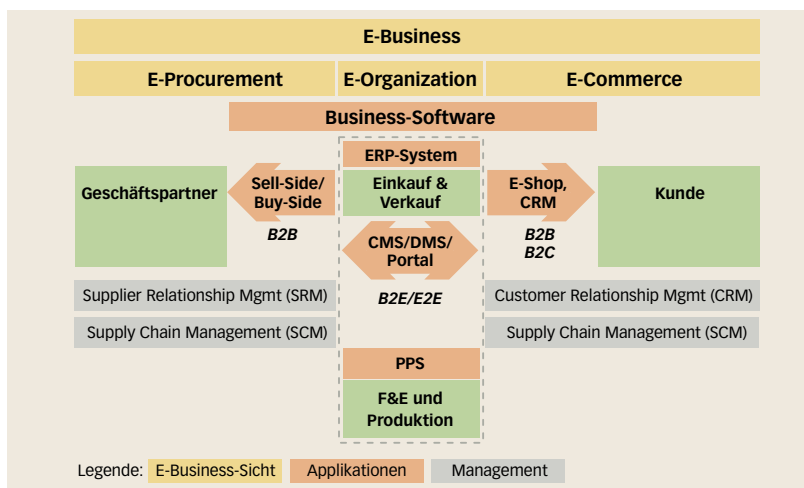 E-Business
E-Procurement
E-Organization
E-Commerce
Business-Software
ERP-System
Geschäftspartner
Sell-Side/
Buy-Side
Einkauf &
Verkauf
E-Shop,
CRM
Kunde
B2B
CMS/DMS/
Portal
B2B
B2C
B2E/E2E
Supplier Relationship Mgmt (SRM)
Customer Relationship Mgmt (CRM)
Supply Chain Management (SCM)
Supply Chain Management (SCM)
PPS
F&E und
Produktion
Legende: E-Business-Sicht Applikationen Management